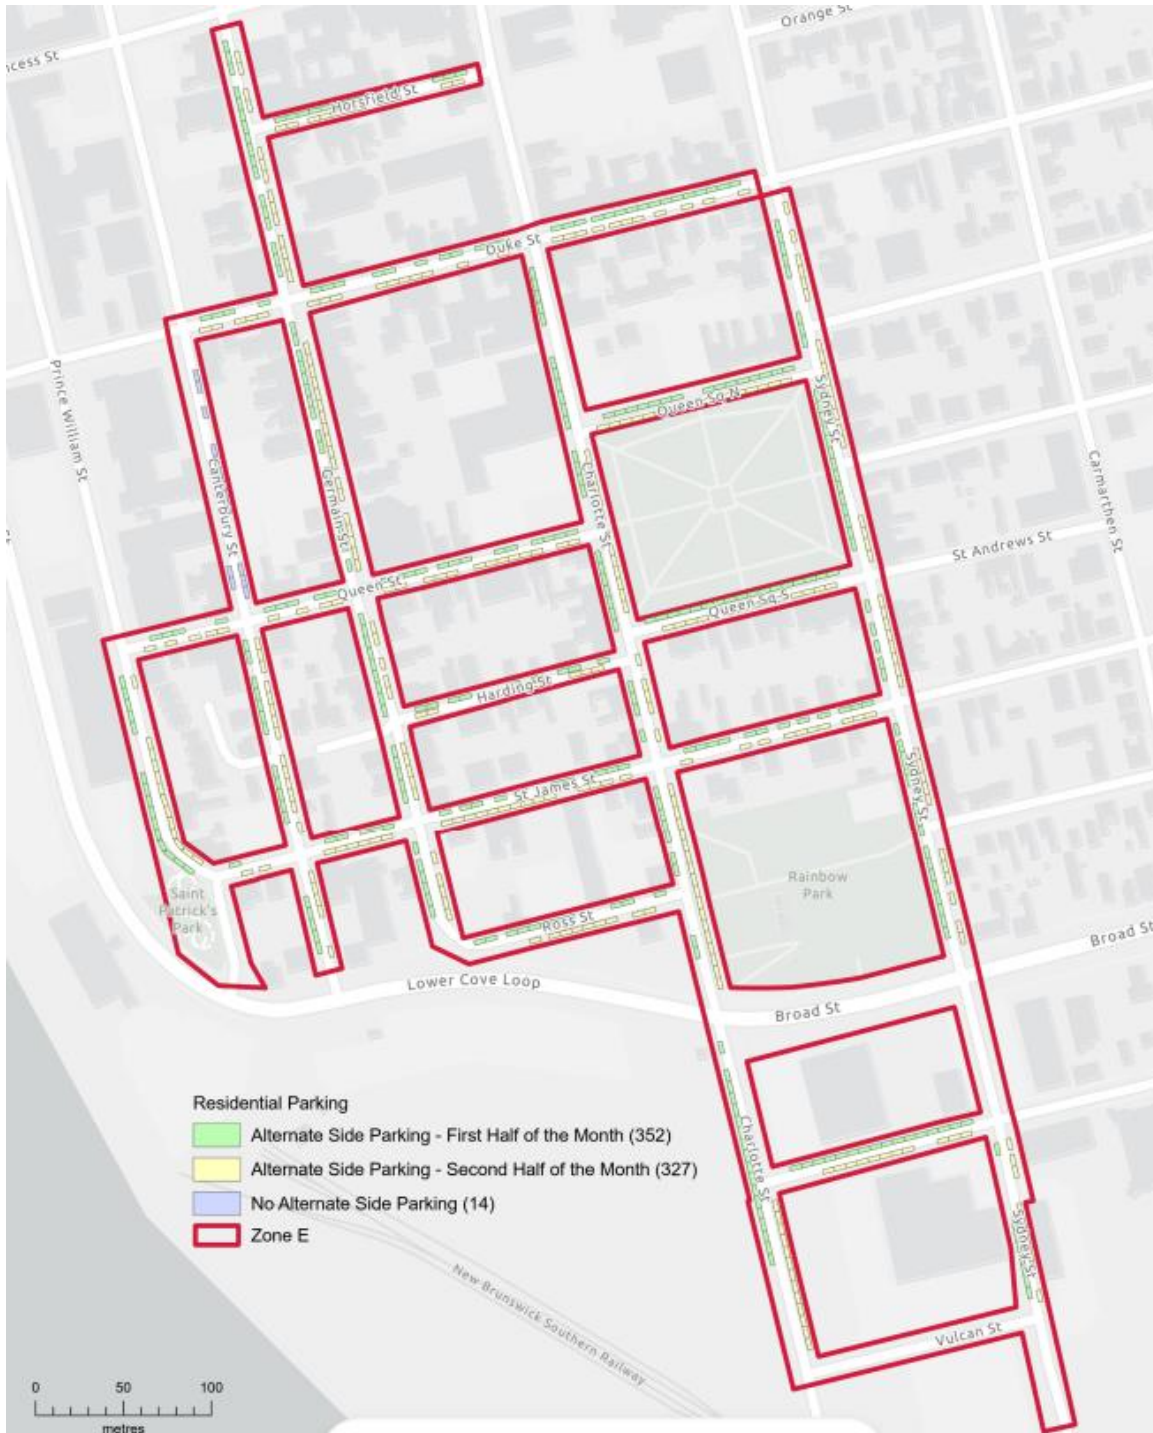 Orange St
ncess St
Horsfield St
Duke St
Prince William St
Queen Sq N
Sydney St
Canterbury St
Germain St
Charlotte St
Carmarthen St
St Andrews St
Queen St
Queen Sq S
Harding St
Sydney St
St James St
Rainbow
Park
Saint
Patrick's
Park
Ross St
Broad St
Lower Cove Loop
Broad St
Residential Parking
Alternate Side Parking - First Half of the Month (352)
Alternate Side Parking - Second Half of the Month (327)
No Alternate Side Parking (14)
Zone E
Charlotte St
Sydney St
New Brunswick Southern Railway
Vulcan St
0 50 100
metres